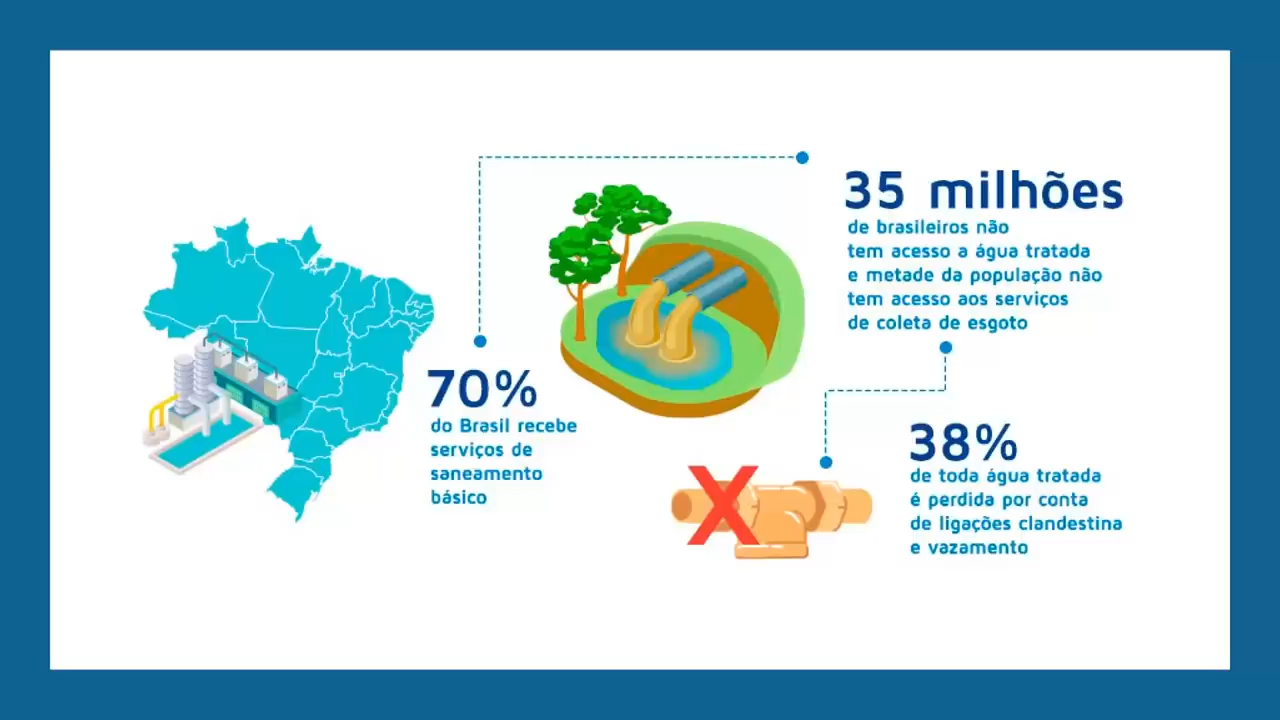 70%
do Brasil recebe
serviços de
saneamento
básico
35 milhões
de brasileiros não
tem acesso a água tratada
e metade da população não
tem acesso aos serviços
de coleta de esgoto
38%
de toda água tratada
é perdida por conta
de ligações clandestina
e vazamento